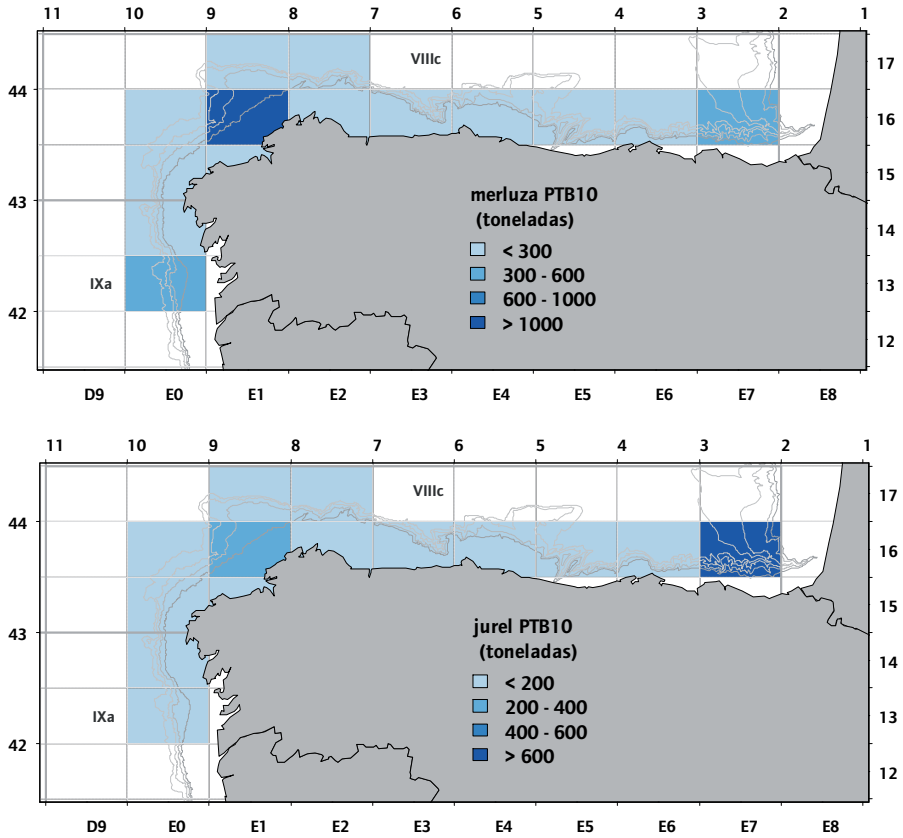 11 10 9 8 7 6 5 4 3 2 1
VIIIc
17
44
16
15
43
merluza PTB10
(toneladas)
14
< 300
IXa
300 - 600
13
600 - 1000
42
> 1000
12
D9 E0 E1 E2 E3 E4 E5 E6 E7 E8
11 10 9 8 7 6 5 4 3 2 1
VIIIc
17
44
16
15
43
jurel PTB10
(toneladas)
14
< 200
200 - 400
IXa
13
400 - 600
42
> 600
12
D9 E0 E1 E2 E3 E4 E5 E6 E7 E8